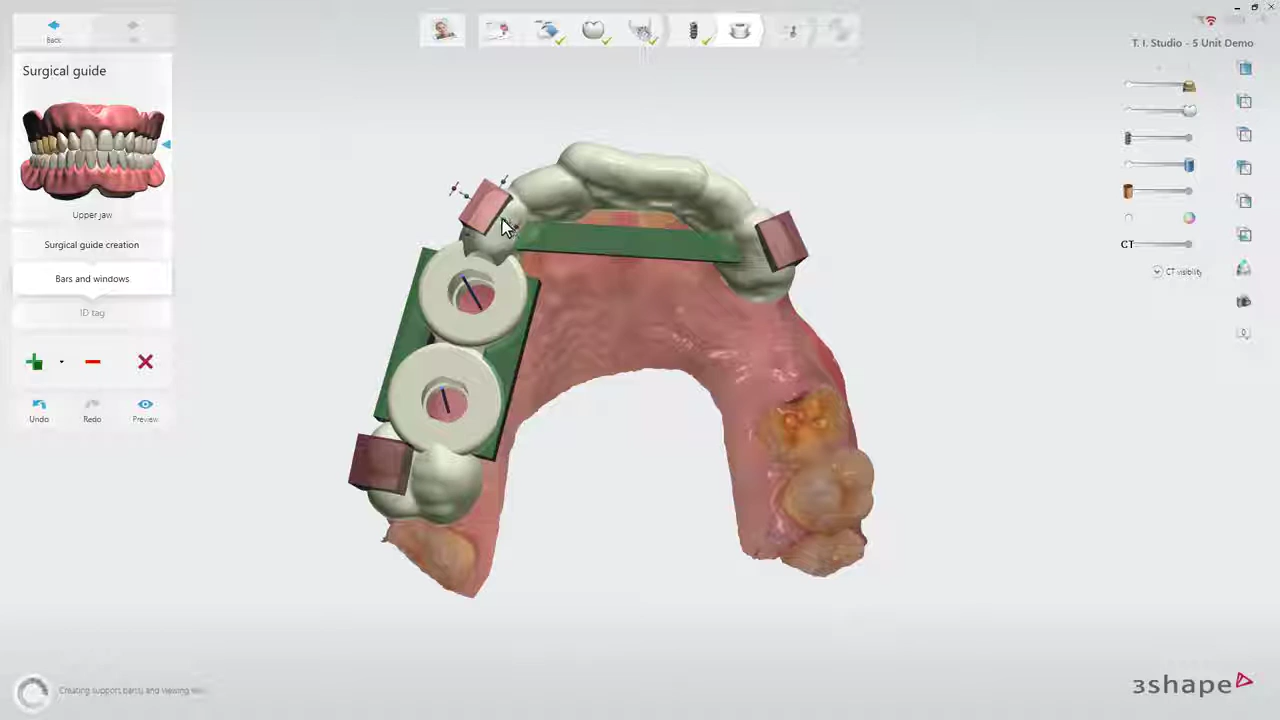 Back
T. I. Studio - 5 Unit Demo
Surgical guide
Upper jaw
Surgical guide creation
Bars and windows
ID tag
CT
CT visibility
Undo
Redo
Preview
Creating support bar(s) and viewing
3shape